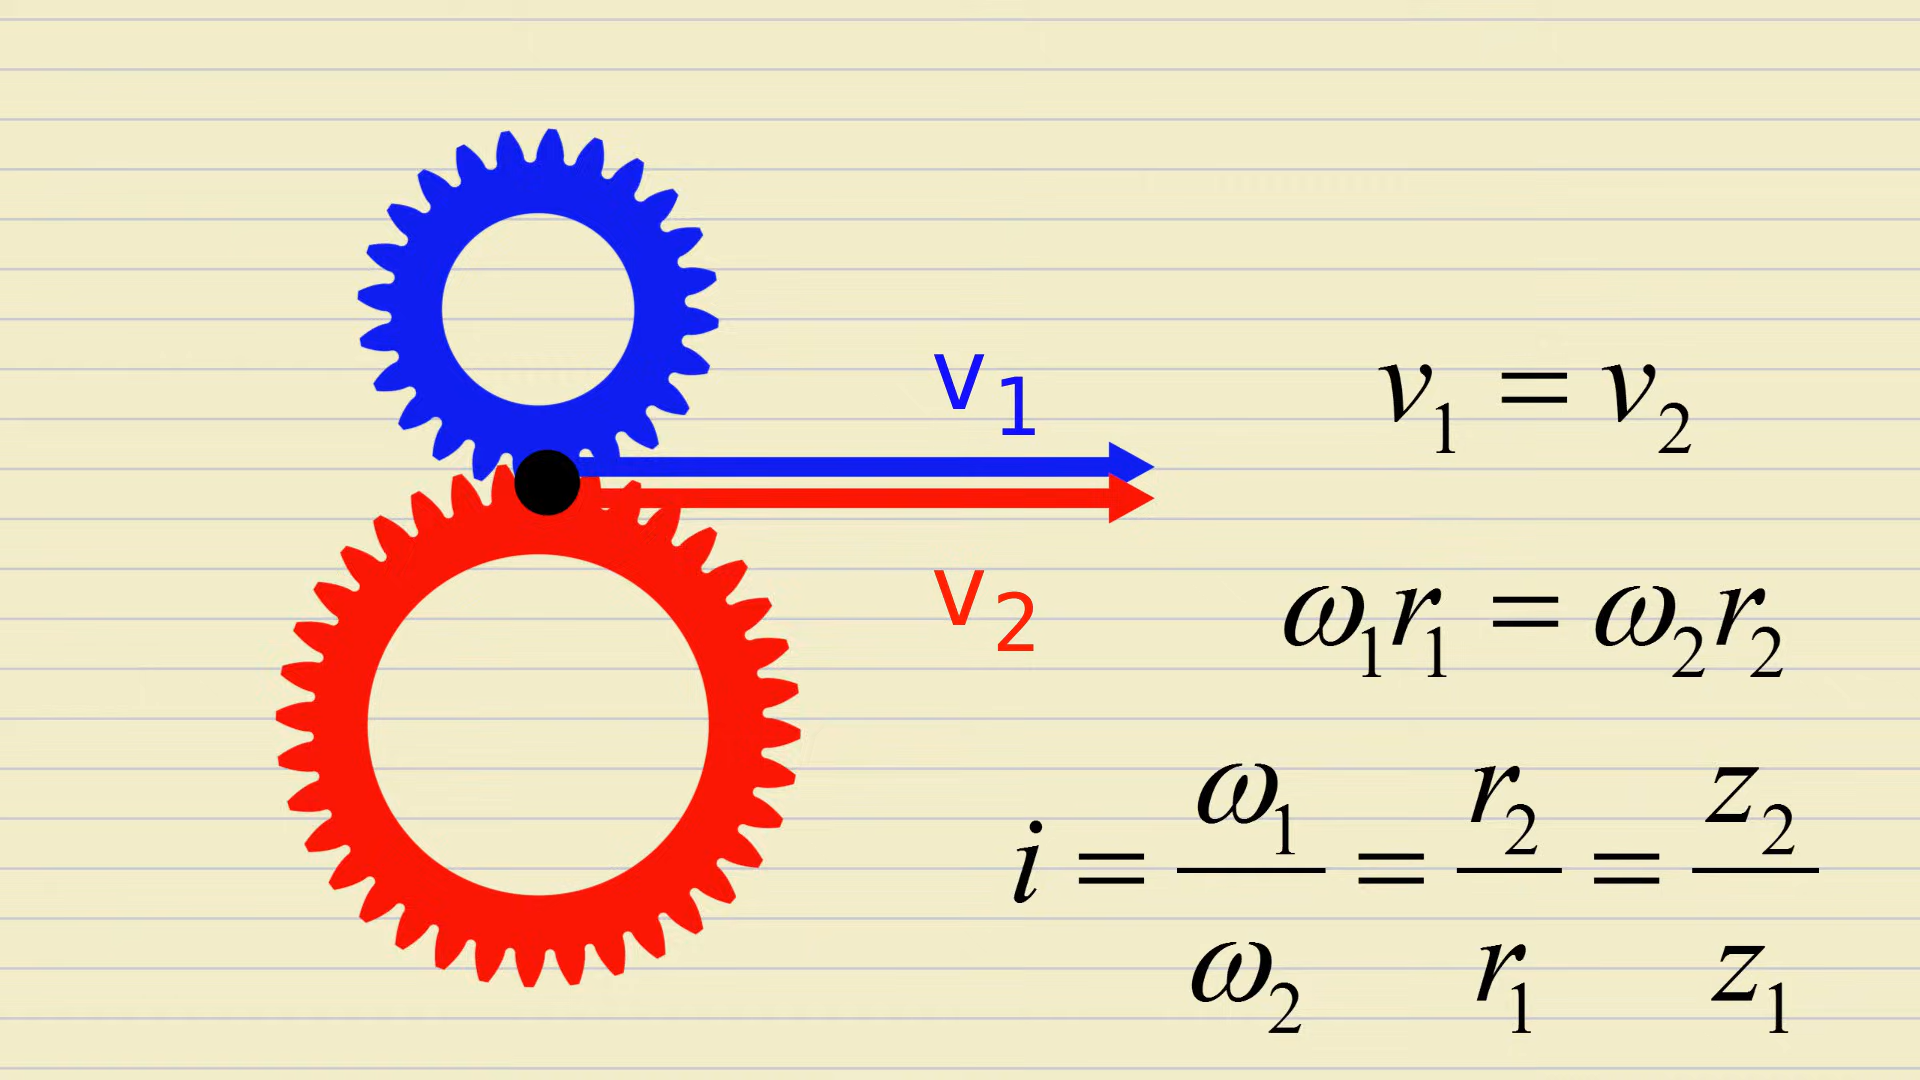 v₁
v₂
v₁ = v₂
ω₁r₁ = ω₂r₂
i = ω₁/ω₂ = r₂/r₁ = z₂/z₁